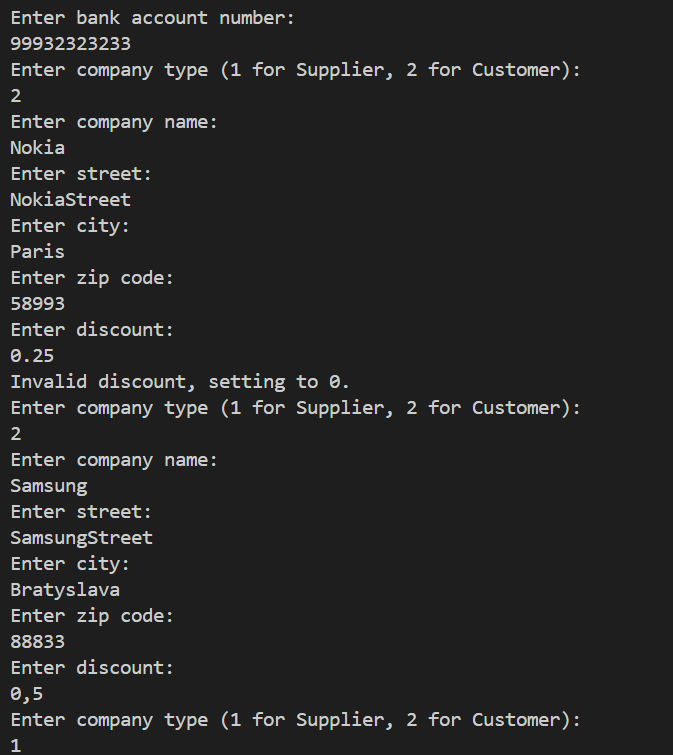 Enter bank account number:
99932323233
Enter company type (1 for Supplier, 2 for Customer):
2
Enter company name:
Nokia
Enter street:
NokiaStreet
Enter city:
Paris
Enter zip code:
58993
Enter discount:
0.25
Invalid discount, setting to 0.
Enter company type (1 for Supplier, 2 for Customer):
2
Enter company name:
Samsung
Enter street:
SamsungStreet
Enter city:
Bratyslava
Enter zip code:
88833
Enter discount:
0,5
Enter company type (1 for Supplier, 2 for Customer):
1